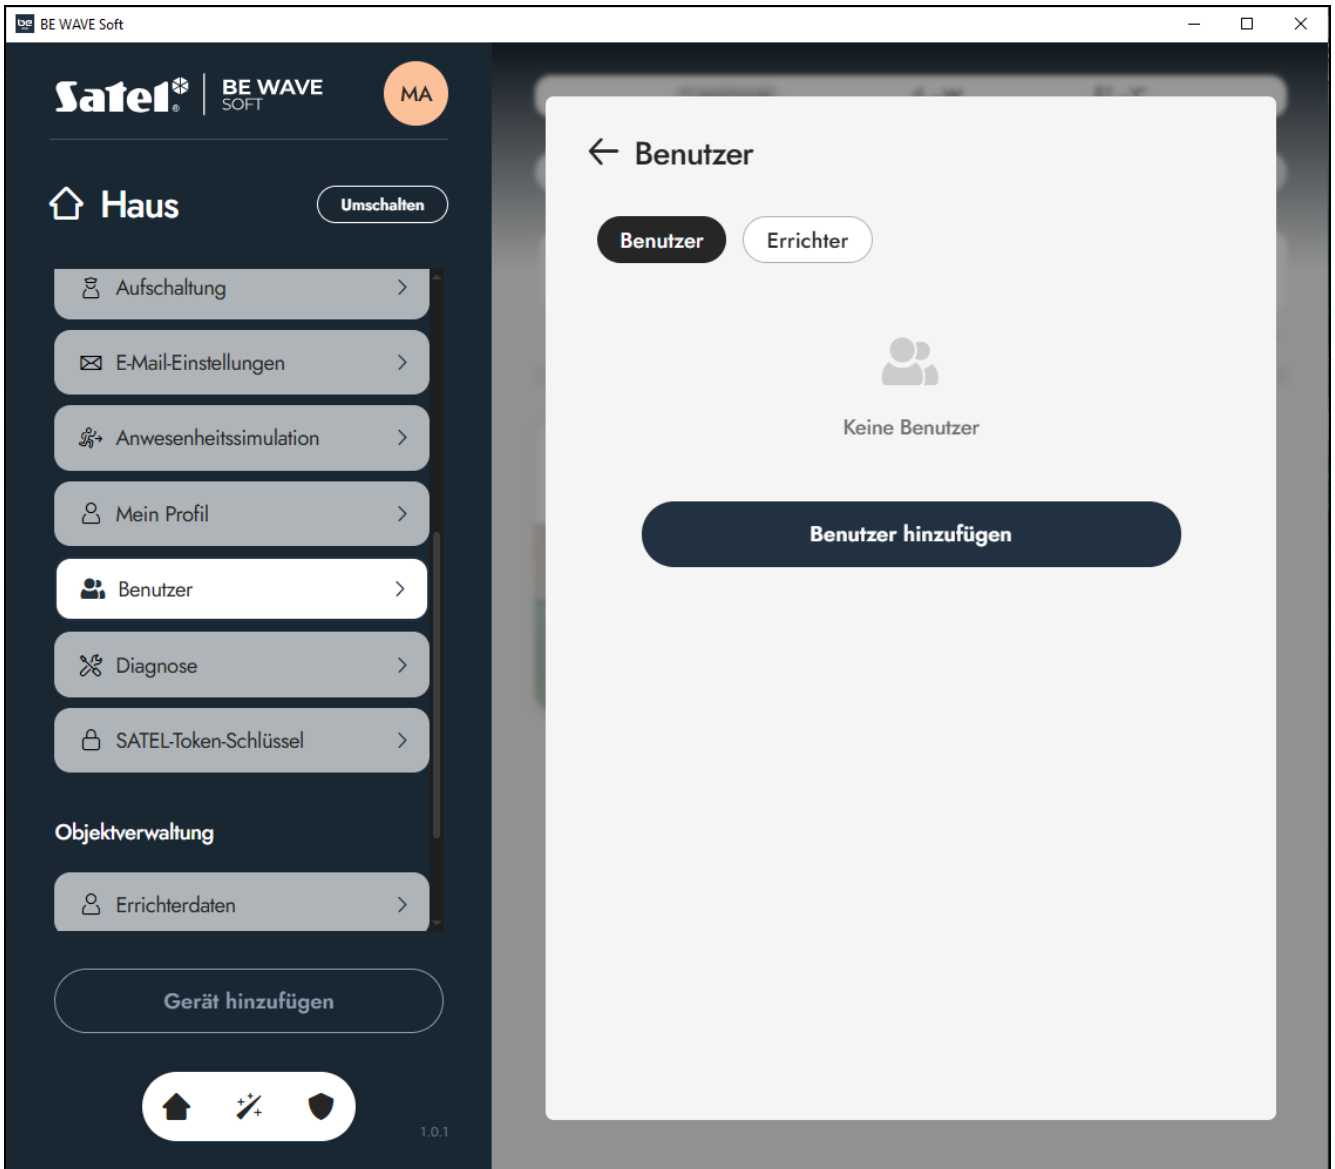 BE WAVE Soft
Satel
BE WAVE
SOFT
MA
Haus
Umschalten
Aufschaltung
E-Mail-Einstellungen
Anwesenheitssimulation
Mein Profil
Benutzer
Diagnose
SATEL-Token-Schlüssel
Objektverwaltung
Errichterdaten
Gerät hinzufügen
1.0.1
Benutzer
Benutzer
Errichter
Keine Benutzer
Benutzer hinzufügen